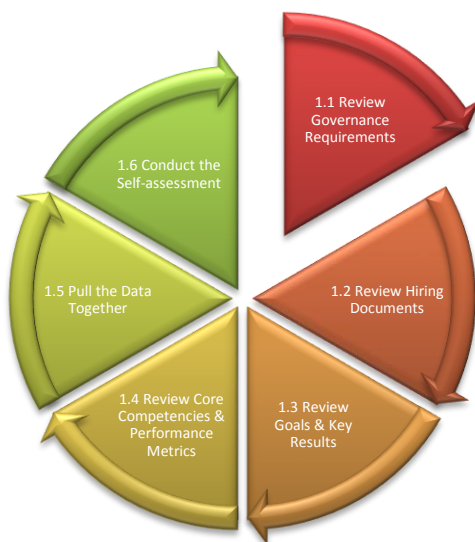 1.1 Review
Governance
Requirements
1.2 Review Hiring
Documents
1.3 Review
Goals & Key
Results
1.4 Review Core
Competencies &
Performance
Metrics
1.5 Pull the Data
Together
1.6 Conduct the
Self-assessment